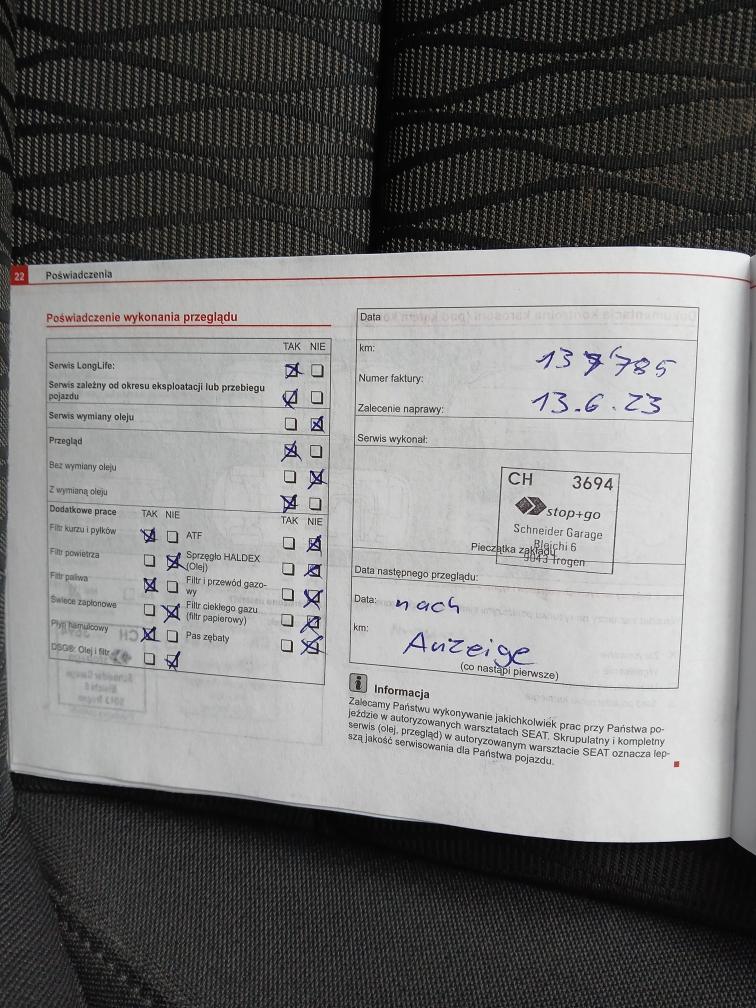 22 Poświadczenia
Poświadczenie wykonania przeglądu
TAK NIE
Serwis LongLife:
Serwis zależny od okresu eksploatacji lub przebiegu
pojazdu
Serwis wymiany oleju
Przegląd
Bez wymiany oleju
Z wymianą oleju
Dodatkowe prace TAK NIE TAK NIE
Filtr kurzu i pyłków ATF
Filtr powietrza Sprzęgło HALDEX
(Olej)
Filtr paliwa Filtr i przewód gazo-
wy
Świece zapłonowe Filtr ciekłego gazu
(filtr papierowy)
Płyn hamulcowy Pas zębaty
DSG®: Olej i filtr
Data
km: 137'785
Numer faktury:
Zalecenie naprawy: 13.6.23
Serwis wykonał:
CH 3694
stop+go
Schneider Garage
Bleichi 6
9043 Trogen
Pieczątka zakładu
Data następnego przeglądu:
Data: nach
km: Anzeige
(co nastąpi pierwsze)
i Informacja
Zalecamy Państwu wykonywanie jakichkolwiek prac przy Państwa po-
jeździe w autoryzowanych warsztatach SEAT. Skrupulatny i kompletny
serwis (olej, przegląd) w autoryzowanym warsztacie SEAT oznacza lep-
szą jakość serwisowania dla Państwa pojazdu.